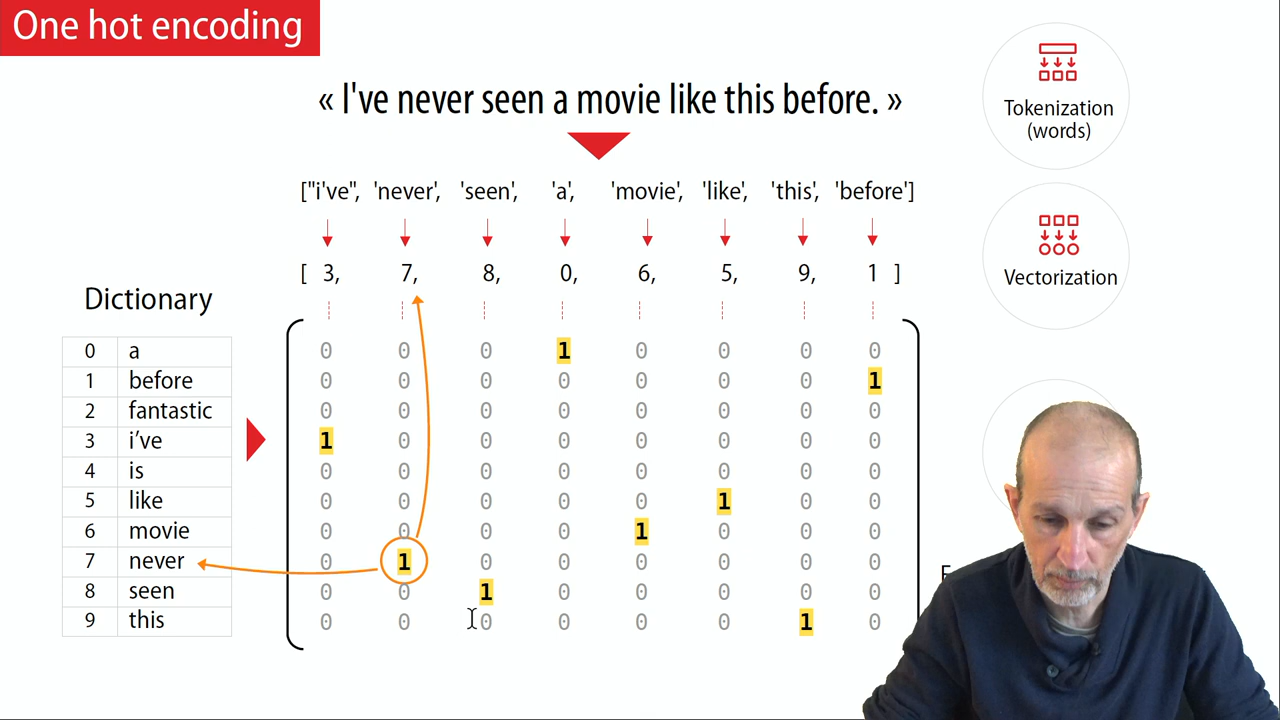 One hot encoding
« I've never seen a movie like this before. »
Tokenization
(words)
["i've", 'never', 'seen', 'a', 'movie', 'like', 'this', 'before']
Vectorization
[ 3, 7, 8, 0, 6, 5, 9, 1 ]
Dictionary
0 a
1 before
2 fantastic
3 i’ve
4 is
5 like
6 movie
7 never
8 seen
9 this
0 0 0 1 0 0 0 0
0 0 0 0 0 0 0 1
0 0 0 0 0 0 0 0
1 0 0 0 0 0 0 0
0 0 0 0 0 0 0 0
0 0 0 0 0 1 0 0
0 0 0 0 1 0 0 0
0 1 0 0 0 0 0 0
0 0 1 0 0 0 0 0
0 0 0 0 0 0 1 0